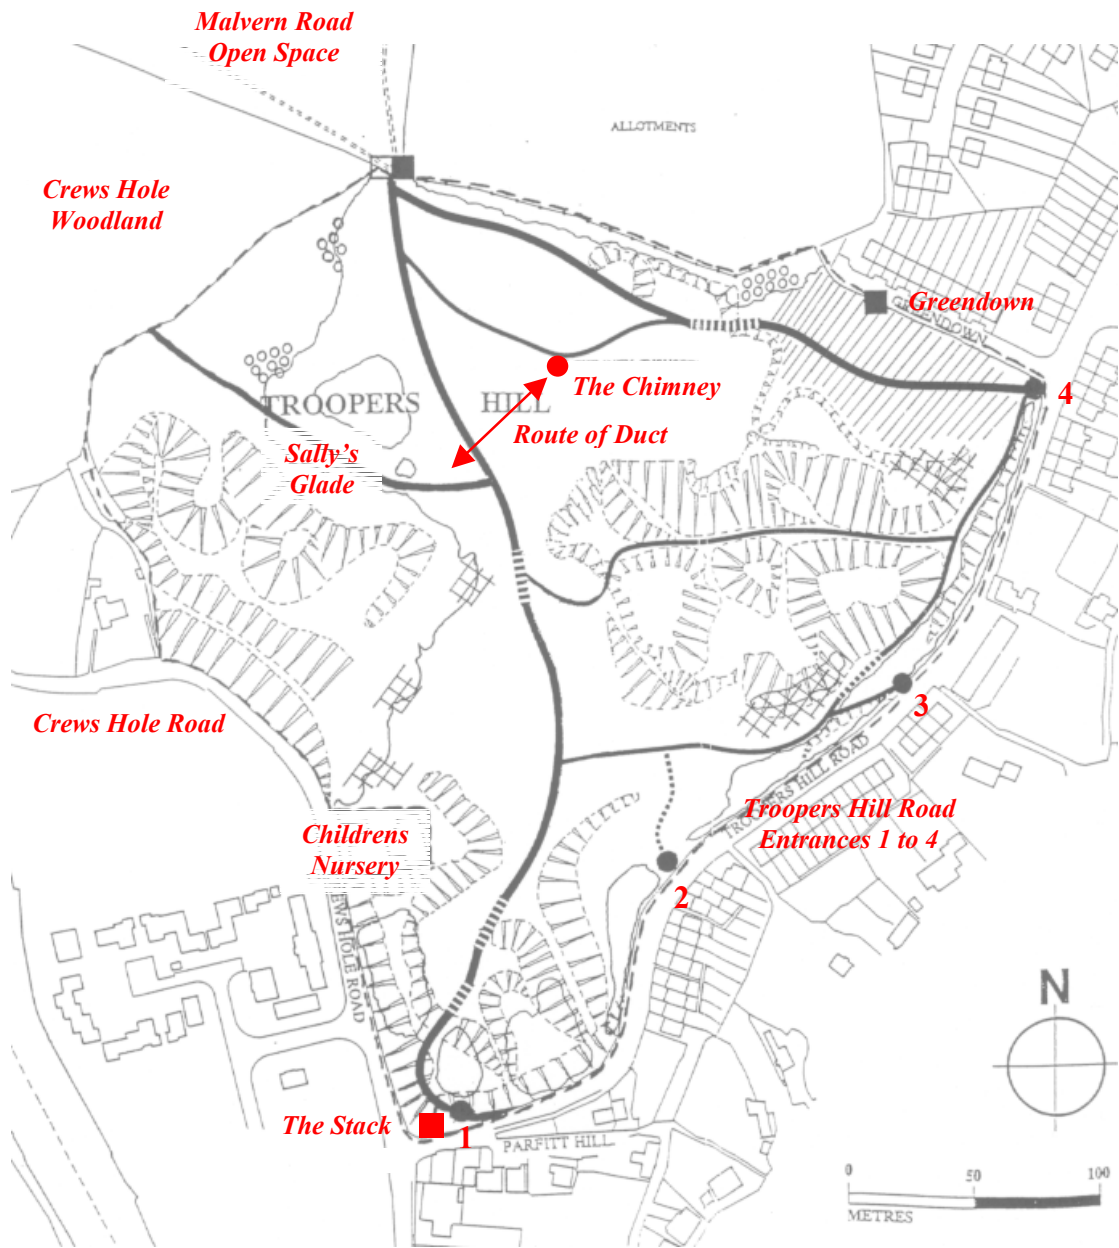 Malvern Road
Open Space
ALLOTMENTS
Crews Hole
Woodland
Greendown
GREENDOWN
The Chimney
4
TROOPERS HILL
Route of Duct
Sally's
Glade
Crews Hole Road
3
TROOPERS HILL ROAD
Troopers Hill Road
Entrances 1 to 4
Childrens
Nursery
2
EWS HOLE ROAD
N
The Stack
1
PARFITT HILL
0 50 100
METRES